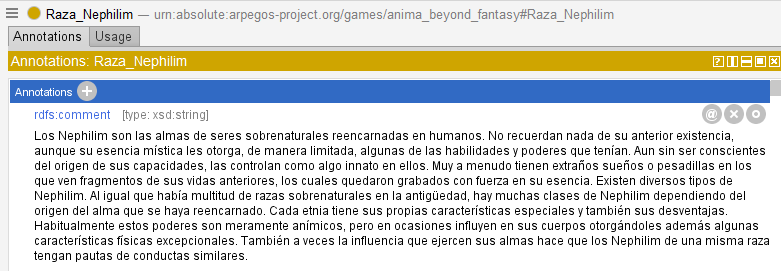 Raza_Nephilim — urn:absolute:arpegos-project.org/games/anima_beyond_fantasy#Raza_Nephilim
Annotations Usage
Annotations: Raza_Nephilim
Annotations
rdfs:comment [type: xsd:string]
Los Nephilim son las almas de seres sobrenaturales reencarnadas en humanos. No recuerdan nada de su anterior existencia,
aunque su esencia mística les otorga, de manera limitada, algunas de las habilidades y poderes que tenían. Aun sin ser conscientes
del origen de sus capacidades, las controlan como algo innato en ellos. Muy a menudo tienen extraños sueños o pesadillas en los
que ven fragmentos de sus vidas anteriores, los cuales quedaron grabados con fuerza en su esencia. Existen diversos tipos de
Nephilim. Al igual que había multitud de razas sobrenaturales en la antigüedad, hay muchas clases de Nephilim dependiendo del
origen del alma que se haya reencarnado. Cada etnia tiene sus propias características especiales y también sus desventajas.
Habitualmente estos poderes son meramente anímicos, pero en ocasiones influyen en sus cuerpos otorgándoles además algunas
características físicas excepcionales. También a veces la influencia que ejercen sus almas hace que los Nephilim de una misma raza
tengan pautas de conductas similares.